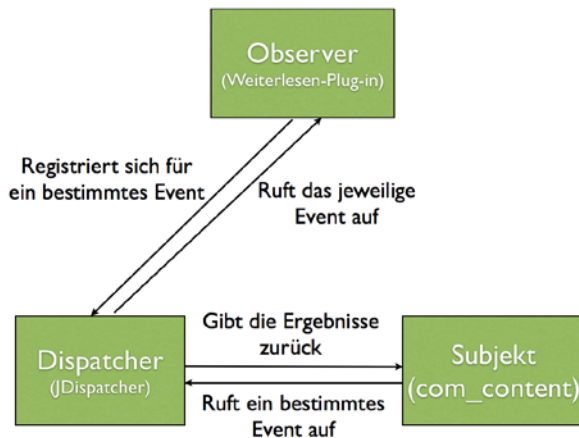 Observer
(Weiterlesen-Plug-in)
Registriert sich für
ein bestimmtes Event
Ruft das jeweilige
Event auf
Dispatcher
(JDispatcher)
Gibt die Ergebnisse
zurück
Ruft ein bestimmtes
Event auf
Subjekt
(com_content)